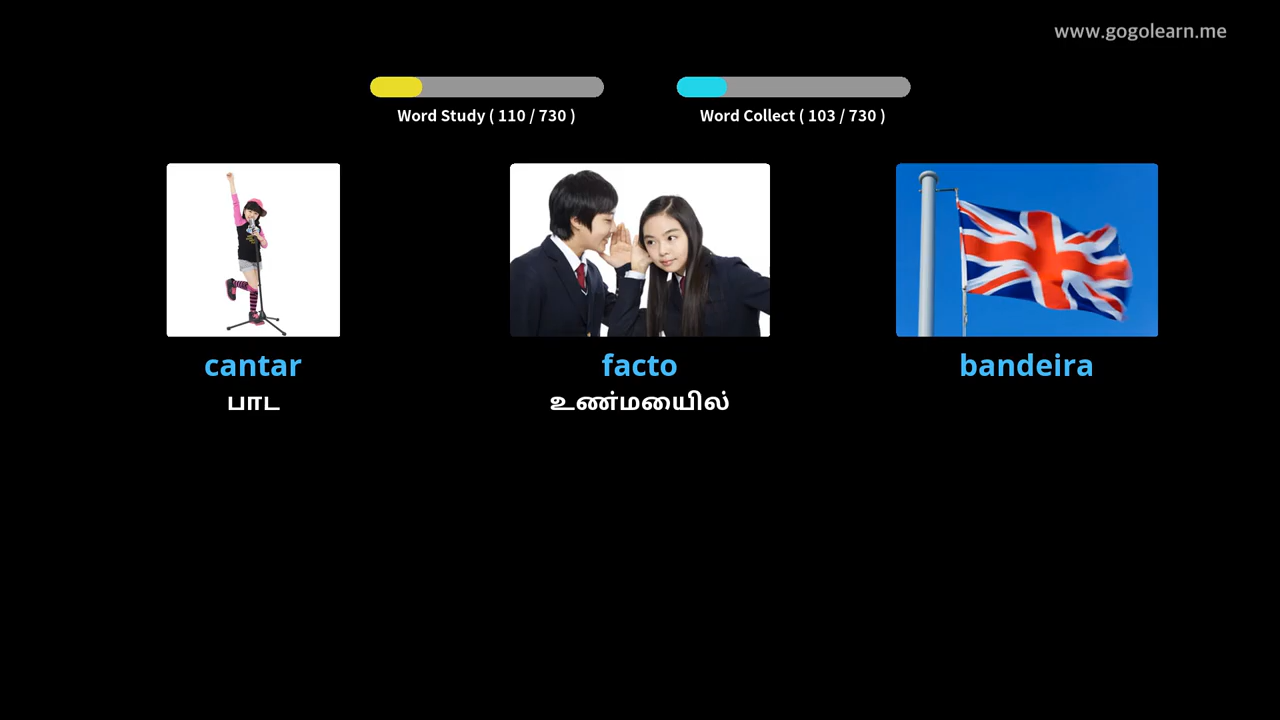 www.gogolearn.me
Word Study ( 110 / 730 )
Word Collect ( 103 / 730 )
cantar
facto
bandeira
பாட
உண்மையில்